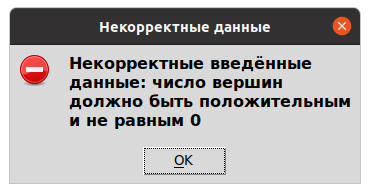 Некорректные данные
Некорректные введённые
данные: число вершин
должно быть положительным
и не равным 0
OK